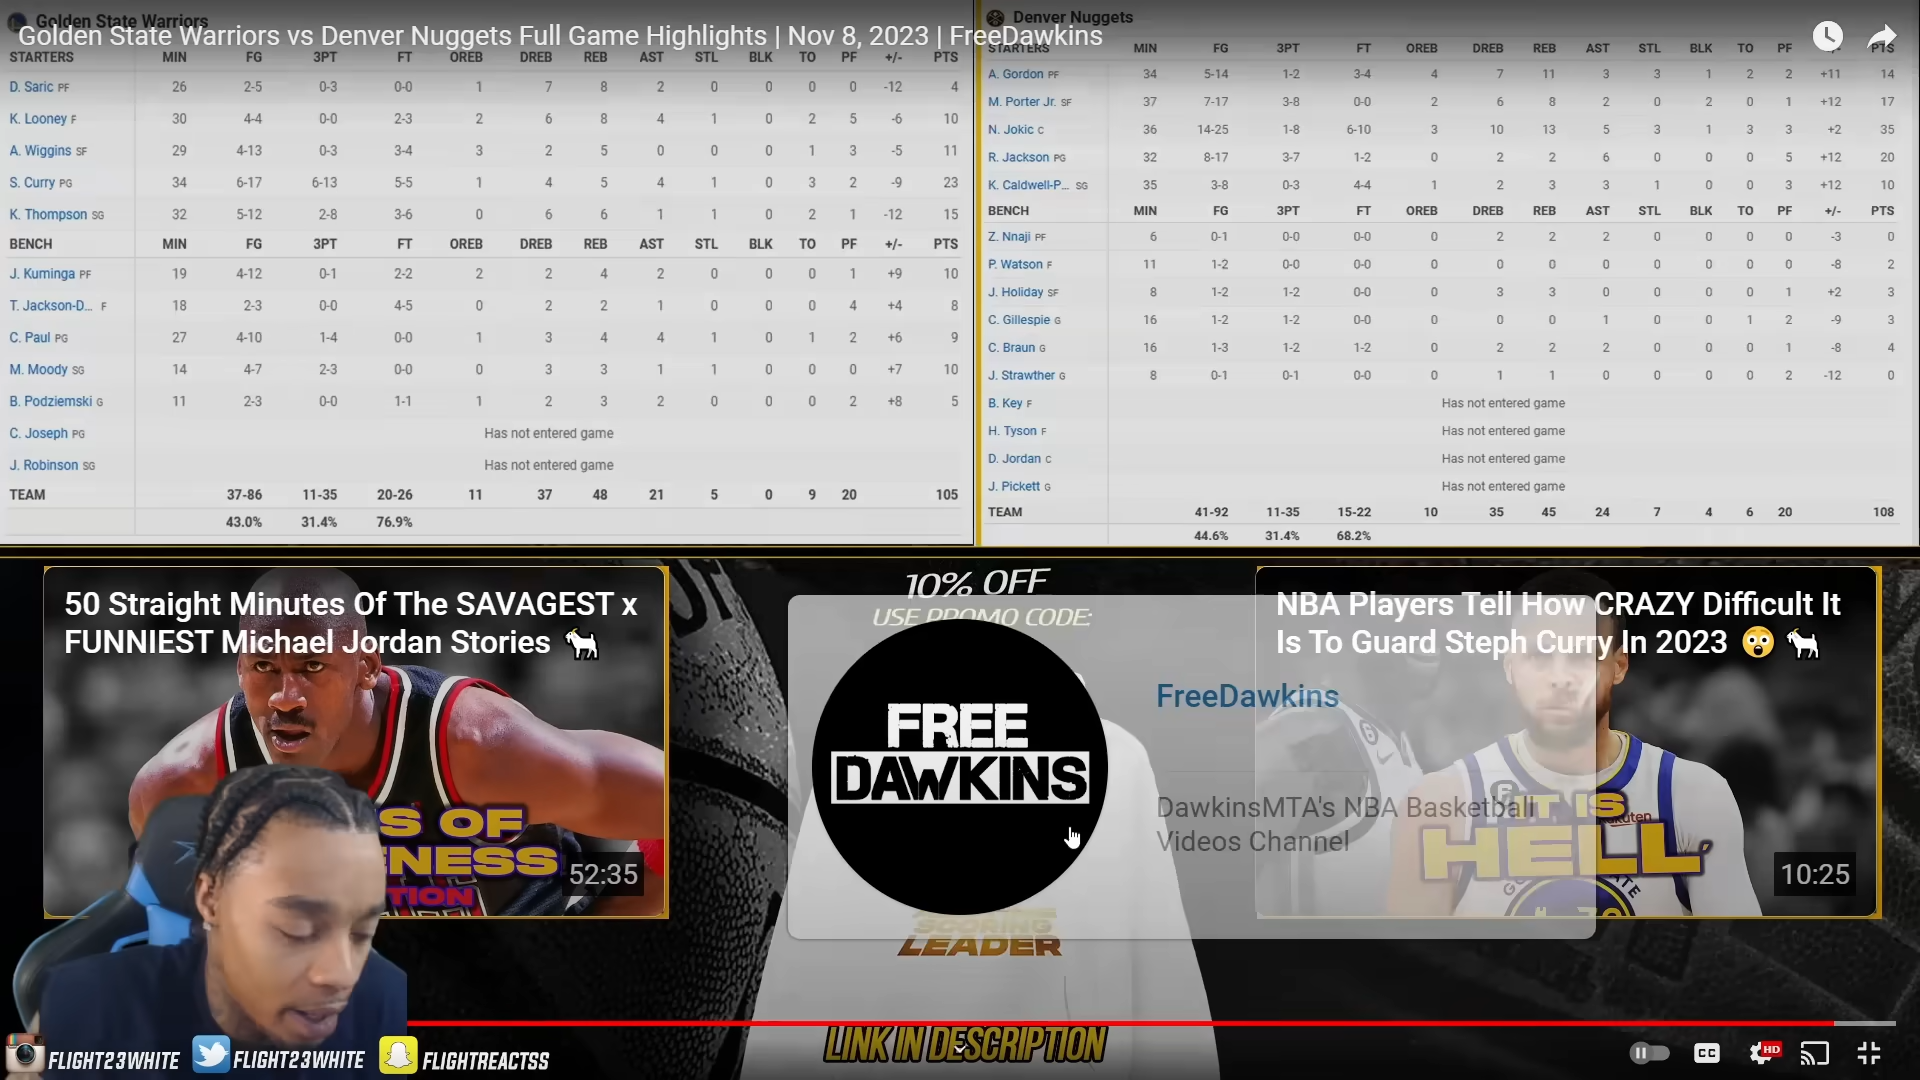 Golden State Warriors
Golden State Warriors vs Denver Nuggets Full Game Highlights | Nov 8, 2023 | FreeDawkins
STARTERS MIN FG 3PT FT OREB DREB REB AST STL BLK TO PF +/- PTS
D. Saric PF 26 2-5 0-3 0-0 1 7 8 2 0 0 0 0 -12 4
K. Looney F 30 4-4 0-0 2-3 2 6 8 4 1 0 2 5 -6 10
A. Wiggins SF 29 4-13 0-3 3-4 3 2 5 0 0 0 1 3 -5 11
S. Curry PG 34 6-17 6-13 5-5 1 4 5 4 1 0 3 2 -9 23
K. Thompson SG 32 5-12 2-8 3-6 0 6 6 1 1 0 2 1 -12 15
BENCH MIN FG 3PT FT OREB DREB REB AST STL BLK TO PF +/- PTS
J. Kuminga PF 19 4-12 0-1 2-2 2 2 4 2 0 0 0 1 +9 10
T. Jackson-D... F 18 2-3 0-0 4-5 0 2 2 1 0 0 0 4 +4 8
C. Paul PG 27 4-10 1-4 0-0 1 3 4 4 1 0 1 2 +6 9
M. Moody SG 14 4-7 2-3 0-0 0 3 3 1 1 0 0 0 +7 10
B. Podziemski G 11 2-3 0-0 1-1 1 2 3 2 0 0 0 2 +8 5
C. Joseph PG Has not entered game
J. Robinson SG Has not entered game
TEAM 37-86 11-35 20-26 11 37 48 21 5 0 9 20 105
43.0% 31.4% 76.9%
Denver Nuggets
STARTERS MIN FG 3PT FT OREB DREB REB AST STL BLK TO PF +/- PTS
A. Gordon PF 34 5-14 1-2 3-4 4 7 11 3 3 1 2 2 +11 14
M. Porter Jr. SF 37 7-17 3-8 0-0 2 6 8 2 0 2 0 1 +12 17
N. Jokic C 36 14-25 1-8 6-10 3 10 13 5 3 1 3 3 +2 35
R. Jackson PG 32 8-17 3-7 1-2 0 2 2 6 0 0 0 5 +12 20
K. Caldwell-P... SG 35 3-8 0-3 4-4 1 2 3 3 1 0 0 3 +12 10
BENCH MIN FG 3PT FT OREB DREB REB AST STL BLK TO PF +/- PTS
Z. Nnaji PF 6 0-1 0-0 0-0 0 2 2 2 0 0 0 0 -3 0
P. Watson F 11 1-2 0-0 0-0 0 0 0 0 0 0 0 0 -8 2
J. Holiday SF 8 1-2 1-2 0-0 0 3 3 0 0 0 0 1 +2 3
C. Gillespie G 16 1-2 1-2 0-0 0 0 0 1 0 0 1 2 -9 3
C. Braun G 16 1-3 1-2 1-2 0 2 2 2 0 0 0 1 -8 4
J. Strawther G 8 0-1 0-1 0-0 0 1 1 0 0 0 0 2 -12 0
B. Key F Has not entered game
H. Tyson F Has not entered game
D. Jordan C Has not entered game
J. Pickett G Has not entered game
TEAM 41-92 11-35 15-22 10 35 45 24 7 4 6 20 108
44.6% 31.4% 68.2%
50 Straight Minutes Of The SAVAGEST x
FUNNIEST Michael Jordan Stories
S OF
NESS
TION
52:35
10% OFF
USE PROMO CODE:
FREE
DAWKINS
FreeDawkins
DawkinsMTA's NBA Basketball
Videos Channel
SCORING
LEADER
LINK IN DESCRIPTION
NBA Players Tell How CRAZY Difficult It
Is To Guard Steph Curry In 2023
IT IS
HELL
10:25
FLIGHT23WHITE
FLIGHT23WHITE
FLIGHTREACTSS
CC
HD